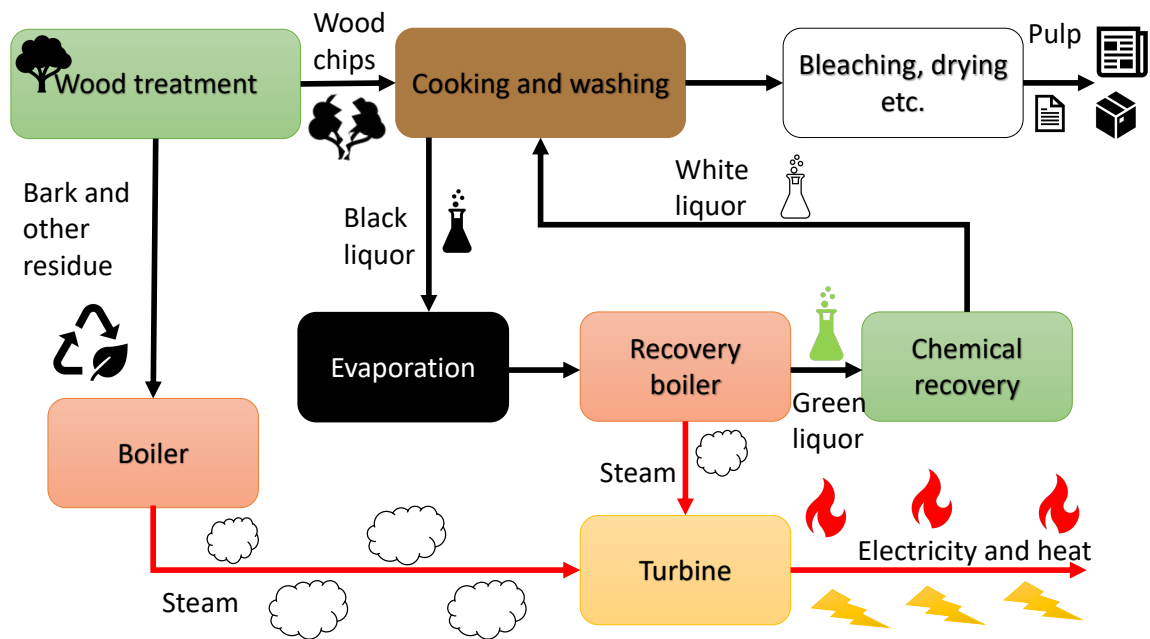 Wood treatment
Wood
chips
Cooking and washing
Bleaching, drying
etc.
Pulp
Bark and
other
residue
Black
liquor
White
liquor
Evaporation
Recovery
boiler
Green
liquor
Chemical
recovery
Boiler
Steam
Steam
Turbine
Electricity and heat